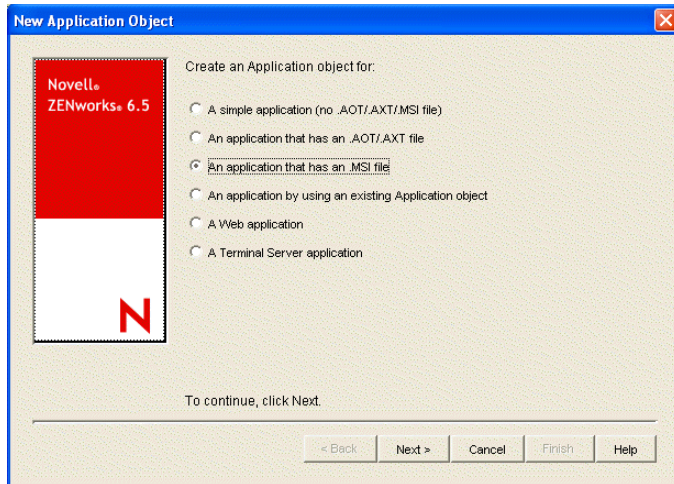 New Application Object
Novell®
ZENworks® 6.5
Create an Application object for:
A simple application (no .AOT/.AXT/.MSI file)
An application that has an .AOT/.AXT file
An application that has an .MSI file
An application by using an existing Application object
A Web application
A Terminal Server application
N
To continue, click Next.
< Back
Next >
Cancel
Finish
Help